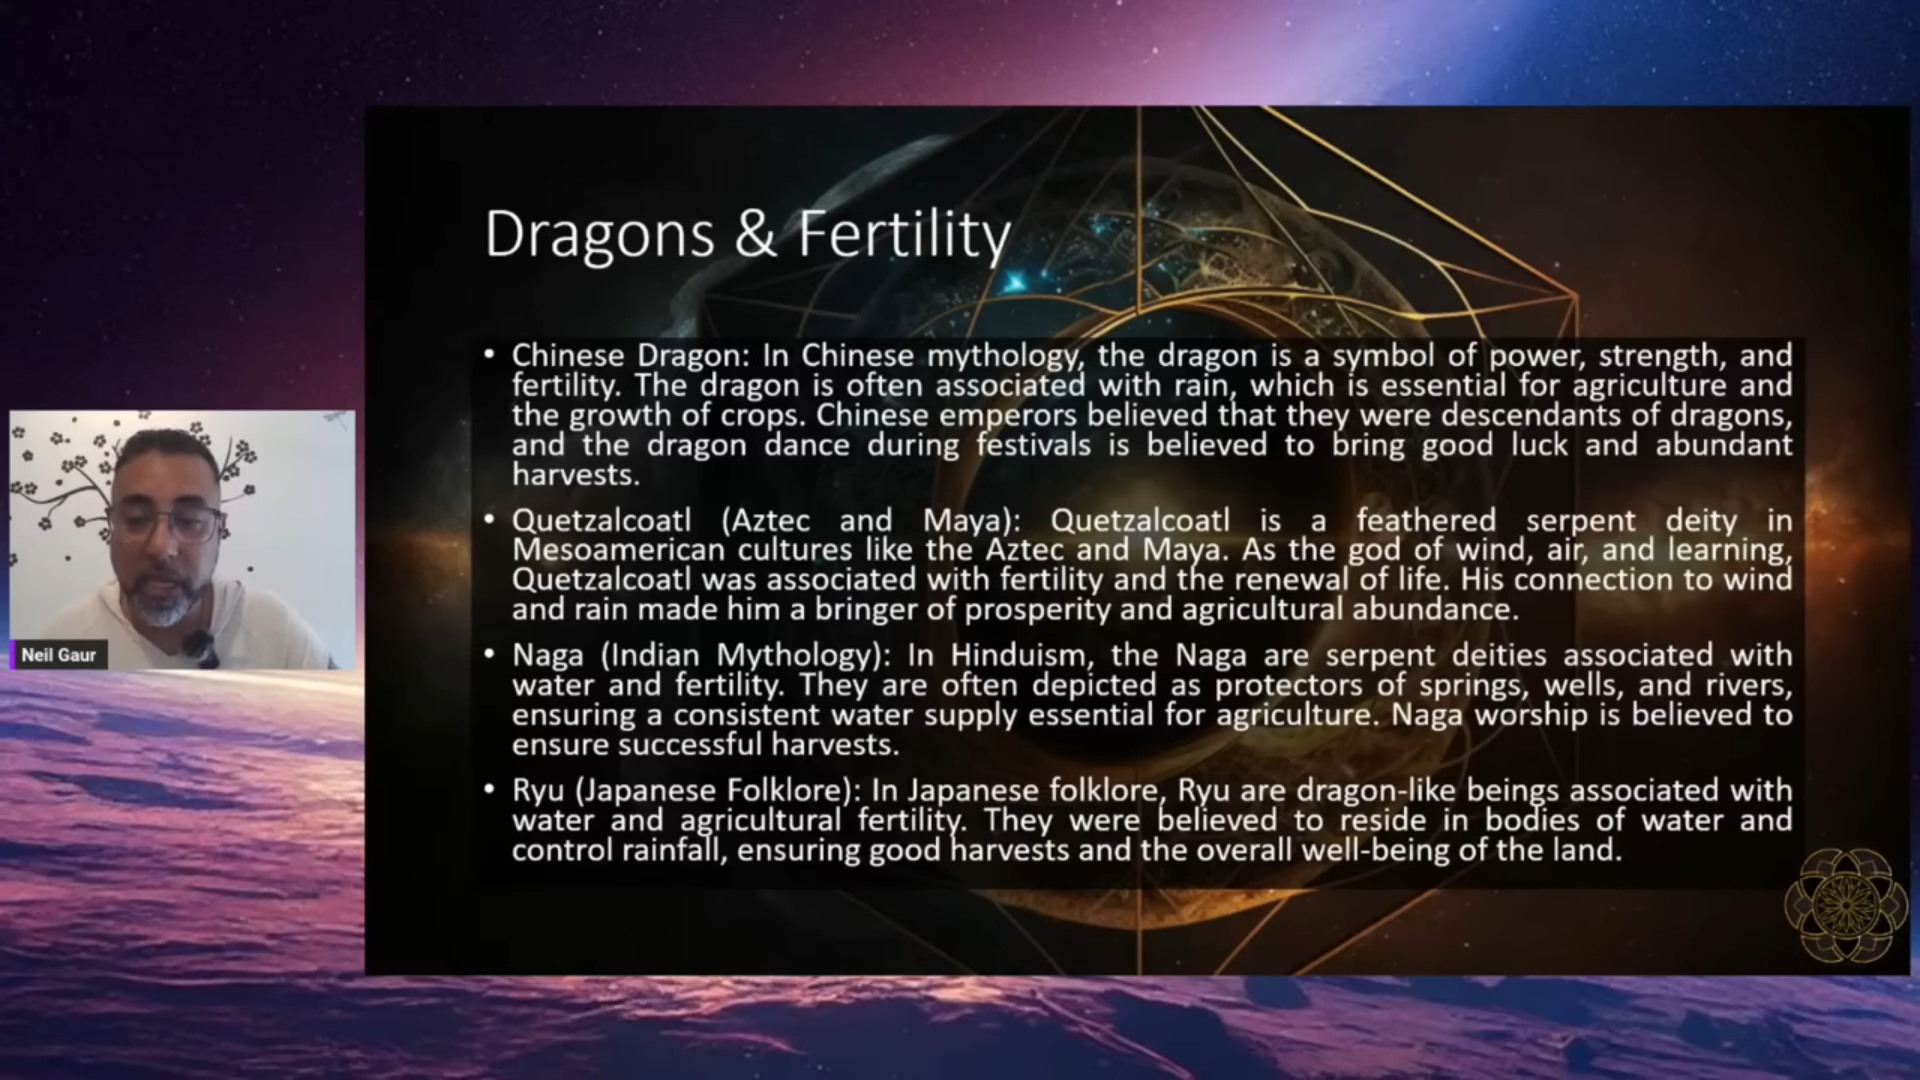 Dragons & Fertility
• Chinese Dragon: In Chinese mythology, the dragon is a symbol of power, strength, and
fertility. The dragon is often associated with rain, which is essential for agriculture and
the growth of crops. Chinese emperors believed that they were descendants of dragons,
and the dragon dance during festivals is believed to bring good luck and abundant
harvests.
• Quetzalcoatl (Aztec and Maya): Quetzalcoatl is a feathered serpent deity in
Mesoamerican cultures like the Aztec and Maya. As the god of wind, air, and learning,
Quetzalcoatl was associated with fertility and the renewal of life. His connection to wind
and rain made him a bringer of prosperity and agricultural abundance.
• Naga (Indian Mythology): In Hinduism, the Naga are serpent deities associated with
water and fertility. They are often depicted as protectors of springs, wells, and rivers,
ensuring a consistent water supply essential for agriculture. Naga worship is believed to
ensure successful harvests.
• Ryu (Japanese Folklore): In Japanese folklore, Ryu are dragon-like beings associated with
water and agricultural fertility. They were believed to reside in bodies of water and
control rainfall, ensuring good harvests and the overall well-being of the land.
Neil Gaur